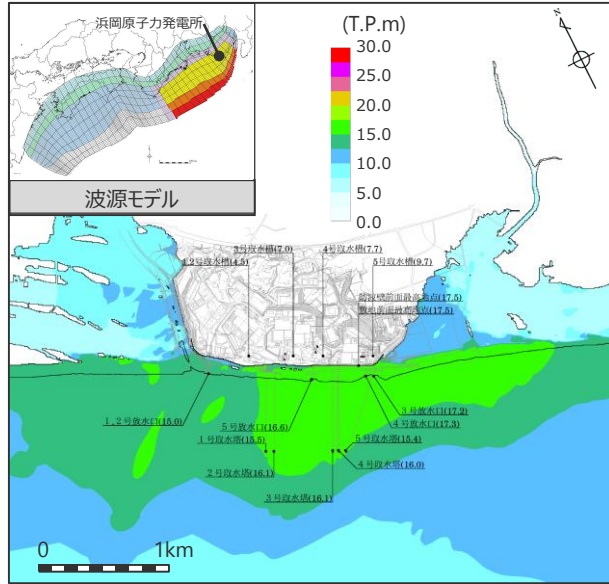 浜岡原子力発電所
波源モデル
(T.P.m)
30.0
25.0
20.0
15.0
10.0
5.0
0.0
N
3号取水槽(7.0)
4号取水槽(7.7)
1,2号取水槽(4.5)
5号取水槽(9.7)
防波壁前面最高地点(17.5)
敷地前面最高地点(17.5)
1,2号放水口(15.0)
5号放水口(16.6)
3号放水口(17.2)
4号放水口(17.3)
1号取水塔(15.5)
5号取水塔(15.4)
2号取水塔(16.1)
4号取水塔(16.0)
3号取水塔(16.1)
0 1km